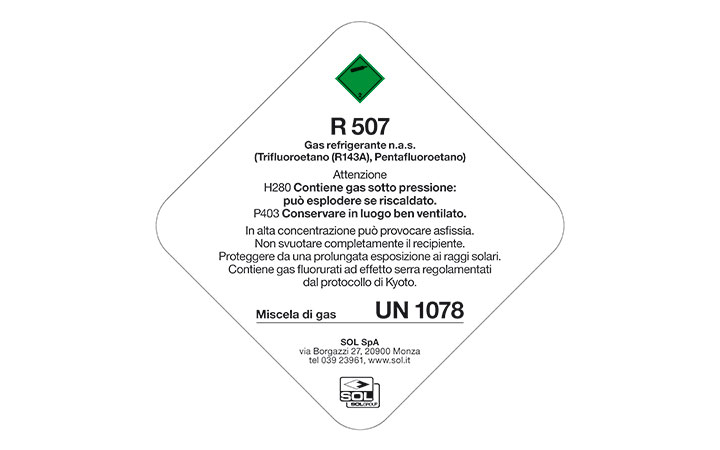 2
R 507
Gas refrigerante n.a.s.
(Trifluoroetano (R143A), Pentafluoroetano)
Attenzione
H280 Contiene gas sotto pressione:
può esplodere se riscaldato.
P403 Conservare in luogo ben ventilato.
In alta concentrazione può provocare asfissia.
Non svuotare completamente il recipiente.
Proteggere da una prolungata esposizione ai raggi solari.
Contiene gas fluorurati ad effetto serra regolamentati
dal protocollo di Kyoto.
Miscela di gas UN 1078
SOL SpA
via Borgazzi 27, 20900 Monza
tel 039 23961, www.sol.it
SOL
SOLGROUP